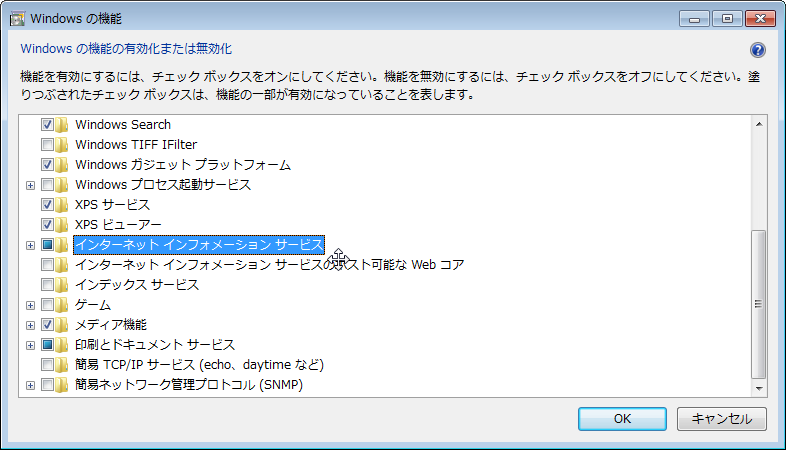 Windows の機能
Windows の機能の有効化または無効化
機能を有効にするには、チェック ボックスをオンにしてください。機能を無効にするには、チェック ボックスをオフにしてください。塗
りつぶされたチェック ボックスは、機能の一部が有効になっていることを表します。
Windows Search
Windows TIFF IFilter
Windows ガジェット プラットフォーム
Windows プロセス起動サービス
XPS サービス
XPS ビューアー
インターネット インフォメーション サービス
インターネット インフォメーション サービスのホスト可能な Web コア
インデックス サービス
ゲーム
メディア機能
印刷とドキュメント サービス
簡易 TCP/IP サービス (echo、daytime など)
簡易ネットワーク管理プロトコル (SNMP)
OK
キャンセル